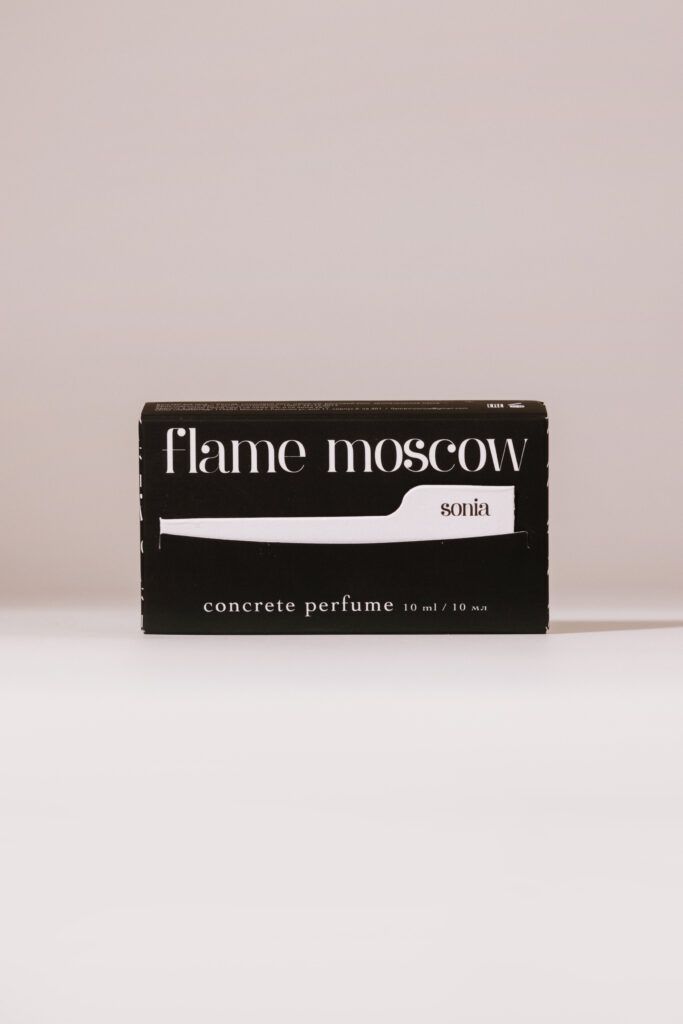 flame moscow
sonia
concrete perfume 10 ml / 10 мл